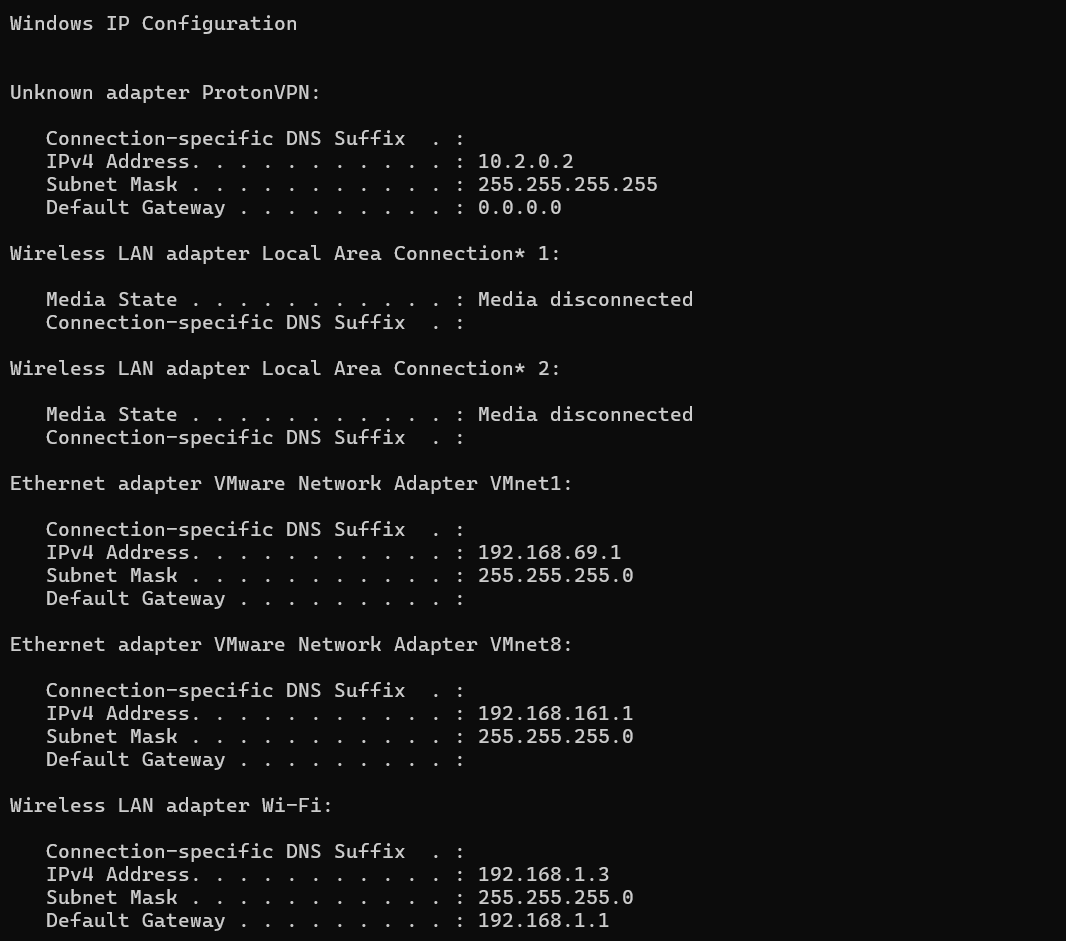 Windows IP Configuration
Unknown adapter ProtonVPN:
Connection-specific DNS Suffix  . :
IPv4 Address. . . . . . . . . . . : 10.2.0.2
Subnet Mask . . . . . . . . . . . : 255.255.255.255
Default Gateway . . . . . . . . . : 0.0.0.0
Wireless LAN adapter Local Area Connection* 1:
Media State . . . . . . . . . . . : Media disconnected
Connection-specific DNS Suffix  . :
Wireless LAN adapter Local Area Connection* 2:
Media State . . . . . . . . . . . : Media disconnected
Connection-specific DNS Suffix  . :
Ethernet adapter VMware Network Adapter VMnet1:
Connection-specific DNS Suffix  . :
IPv4 Address. . . . . . . . . . . : 192.168.69.1
Subnet Mask . . . . . . . . . . . : 255.255.255.0
Default Gateway . . . . . . . . . :
Ethernet adapter VMware Network Adapter VMnet8:
Connection-specific DNS Suffix  . :
IPv4 Address. . . . . . . . . . . : 192.168.161.1
Subnet Mask . . . . . . . . . . . : 255.255.255.0
Default Gateway . . . . . . . . . :
Wireless LAN adapter Wi-Fi:
Connection-specific DNS Suffix  . :
IPv4 Address. . . . . . . . . . . : 192.168.1.3
Subnet Mask . . . . . . . . . . . : 255.255.255.0
Default Gateway . . . . . . . . . : 192.168.1.1